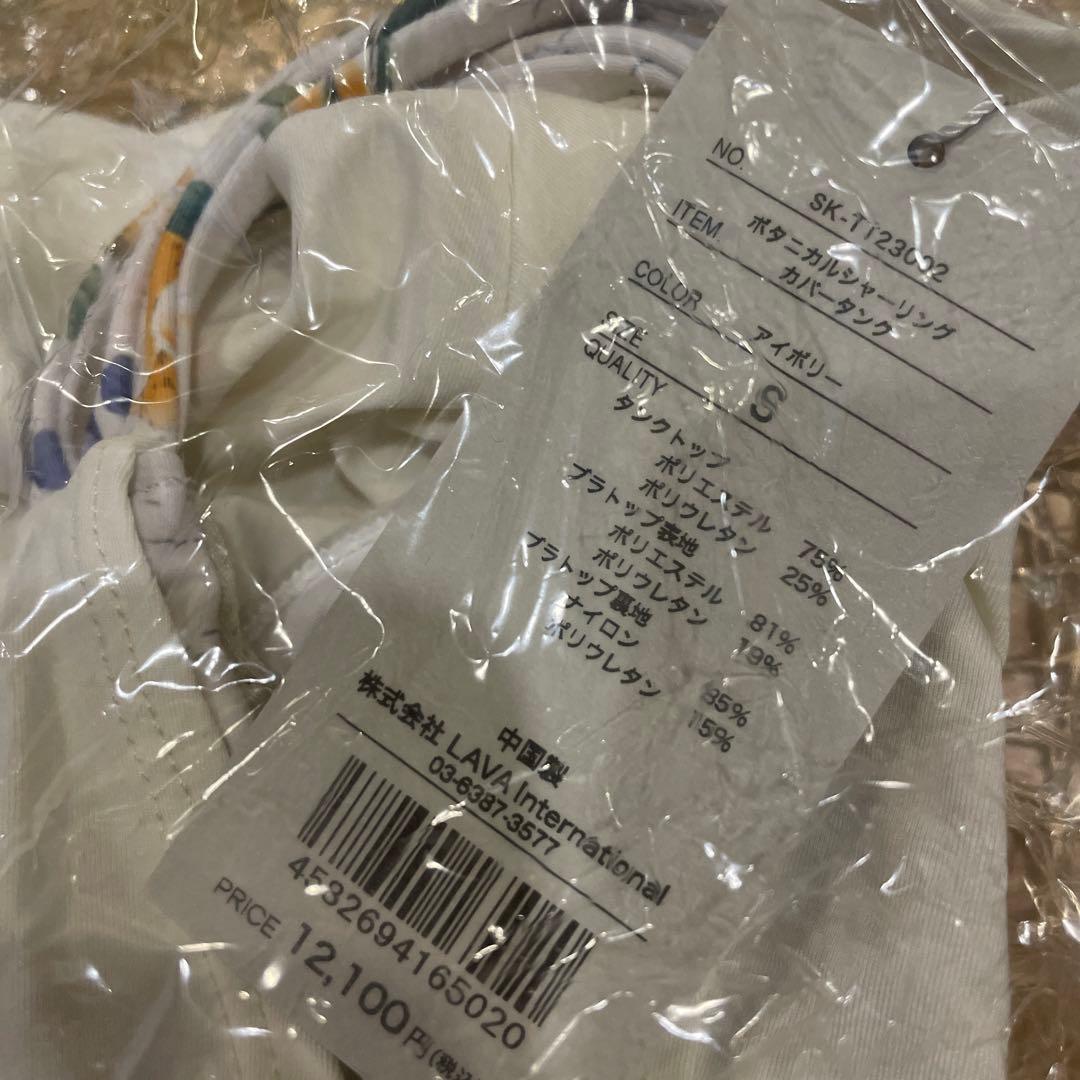 NO. SK-TT23002
ITEM ボタニカルシャーリング
カバータンク
COLOR アイボリー
SIZE S
QUALITY
タンクトップ
ポリエステル 75%
ポリウレタン 25%
ブラトップ表地
ポリエステル 81%
ポリウレタン 19%
ブラトップ裏地
ナイロン 85%
ポリウレタン 15%
中国製
株式会社 LAVA International
03-6387-3577
4582694165020
PRICE 12,100円(税込